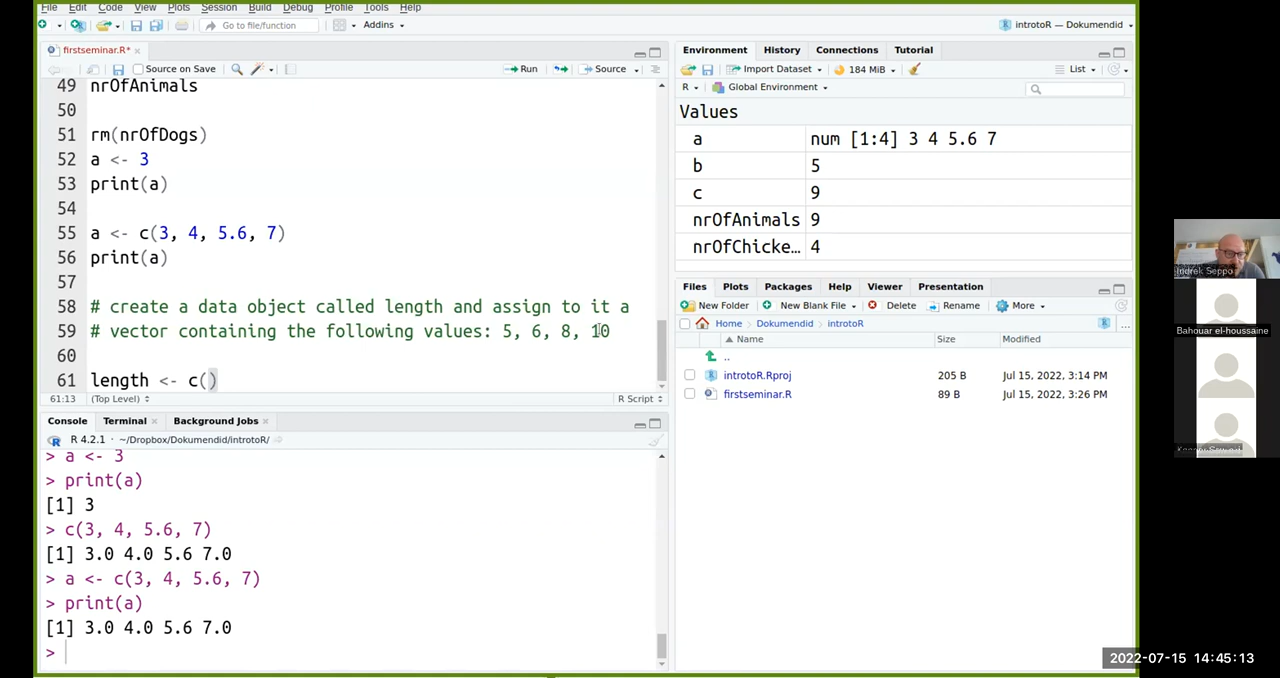 File Edit Code View Plots Session Build Debug Profile Tools Help
Go to file/function Addins introtoR — Dokumendid
firstseminar.R*
Source on Save Run Source
49 nrOfAnimals
50
51 rm(nrOfDogs)
52 a <- 3
53 print(a)
54
55 a <- c(3, 4, 5.6, 7)
56 print(a)
57
58 # create a data object called length and assign to it a
59 # vector containing the following values: 5, 6, 8, 10
60
61 length <- c()
61:13 (Top Level) R Script
Console Terminal Background Jobs
R 4.2.1 · ~/Dropbox/Dokumendid/introtoR/
> a <- 3
> print(a)
[1] 3
> c(3, 4, 5.6, 7)
[1] 3.0 4.0 5.6 7.0
> a <- c(3, 4, 5.6, 7)
> print(a)
[1] 3.0 4.0 5.6 7.0
>
Environment History Connections Tutorial
Import Dataset 184 MiB List
R Global Environment
Values
a num [1:4] 3 4 5.6 7
b 5
c 9
nrOfAnimals 9
nrOfChicke… 4
Files Plots Packages Help Viewer Presentation
New Folder New Blank File Delete Rename More
Home Dokumendid introtoR
Name Size Modified
..
introtoR.Rproj 205 B Jul 15, 2022, 3:14 PM
firstseminar.R 89 B Jul 15, 2022, 3:26 PM
Indrek Seppo
Bahouar el-houssaine
2022-07-15 14:45:13